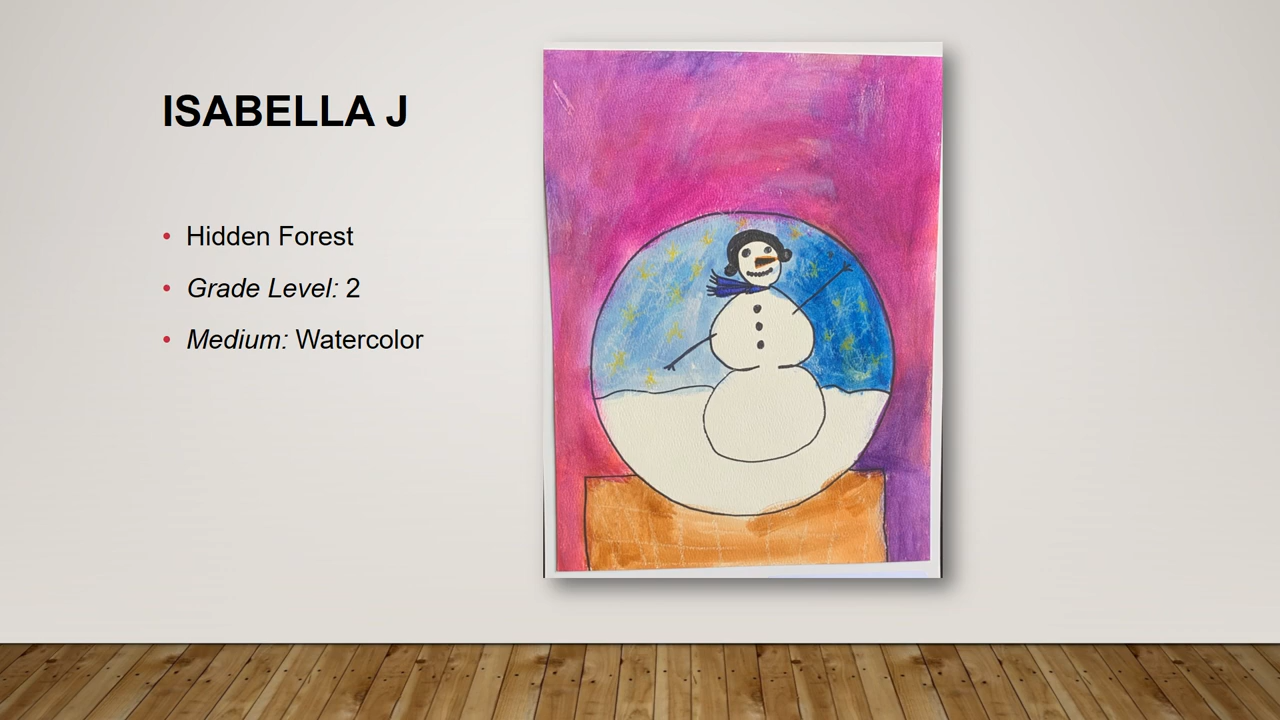 ISABELLA J
• Hidden Forest
• Grade Level: 2
• Medium: Watercolor